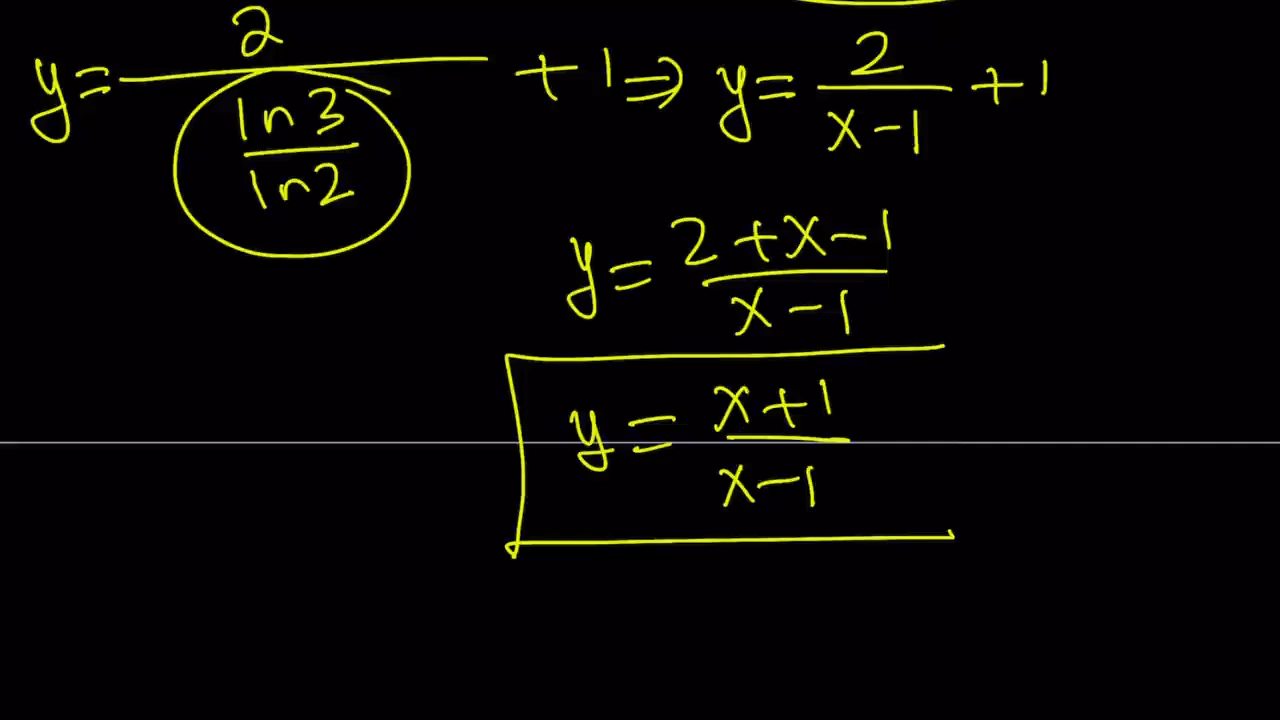 y = 2/(ln3/ln2) + 1 ⇒ y = 2/(x-1) + 1
y = (2+x-1)/(x-1)
y = (x+1)/(x-1)